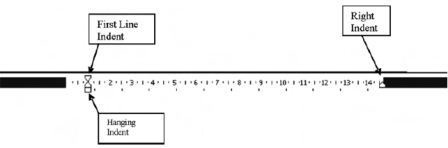 First Line
Indent
Right
Indent
1 2 3 4 5 6 7 8 9 10 11 12 13 14
Hanging
Indent